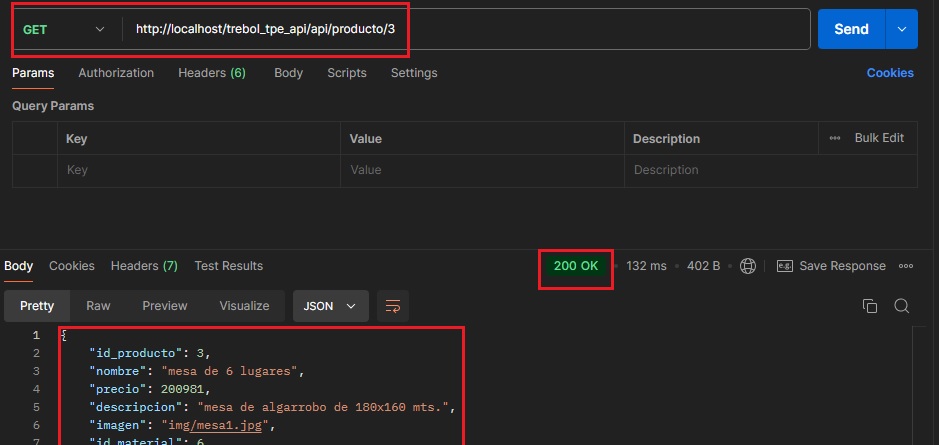 GET http://localhost/trebol_tpe_api/api/producto/3 Send
Params Authorization Headers (6) Body Scripts Settings Cookies
Query Params
Key Value Description Bulk Edit
Key Value Description
Body Cookies Headers (7) Test Results 200 OK 132 ms 402 B e.g. Save Response
Pretty Raw Preview Visualize JSON
1 {
2 "id_producto": 3,
3 "nombre": "mesa de 6 lugares",
4 "precio": 200981,
5 "descripcion": "mesa de algarrobo de 180x160 mts.",
6 "imagen": "img/mesa1.jpg",
7 "id_material": 6,